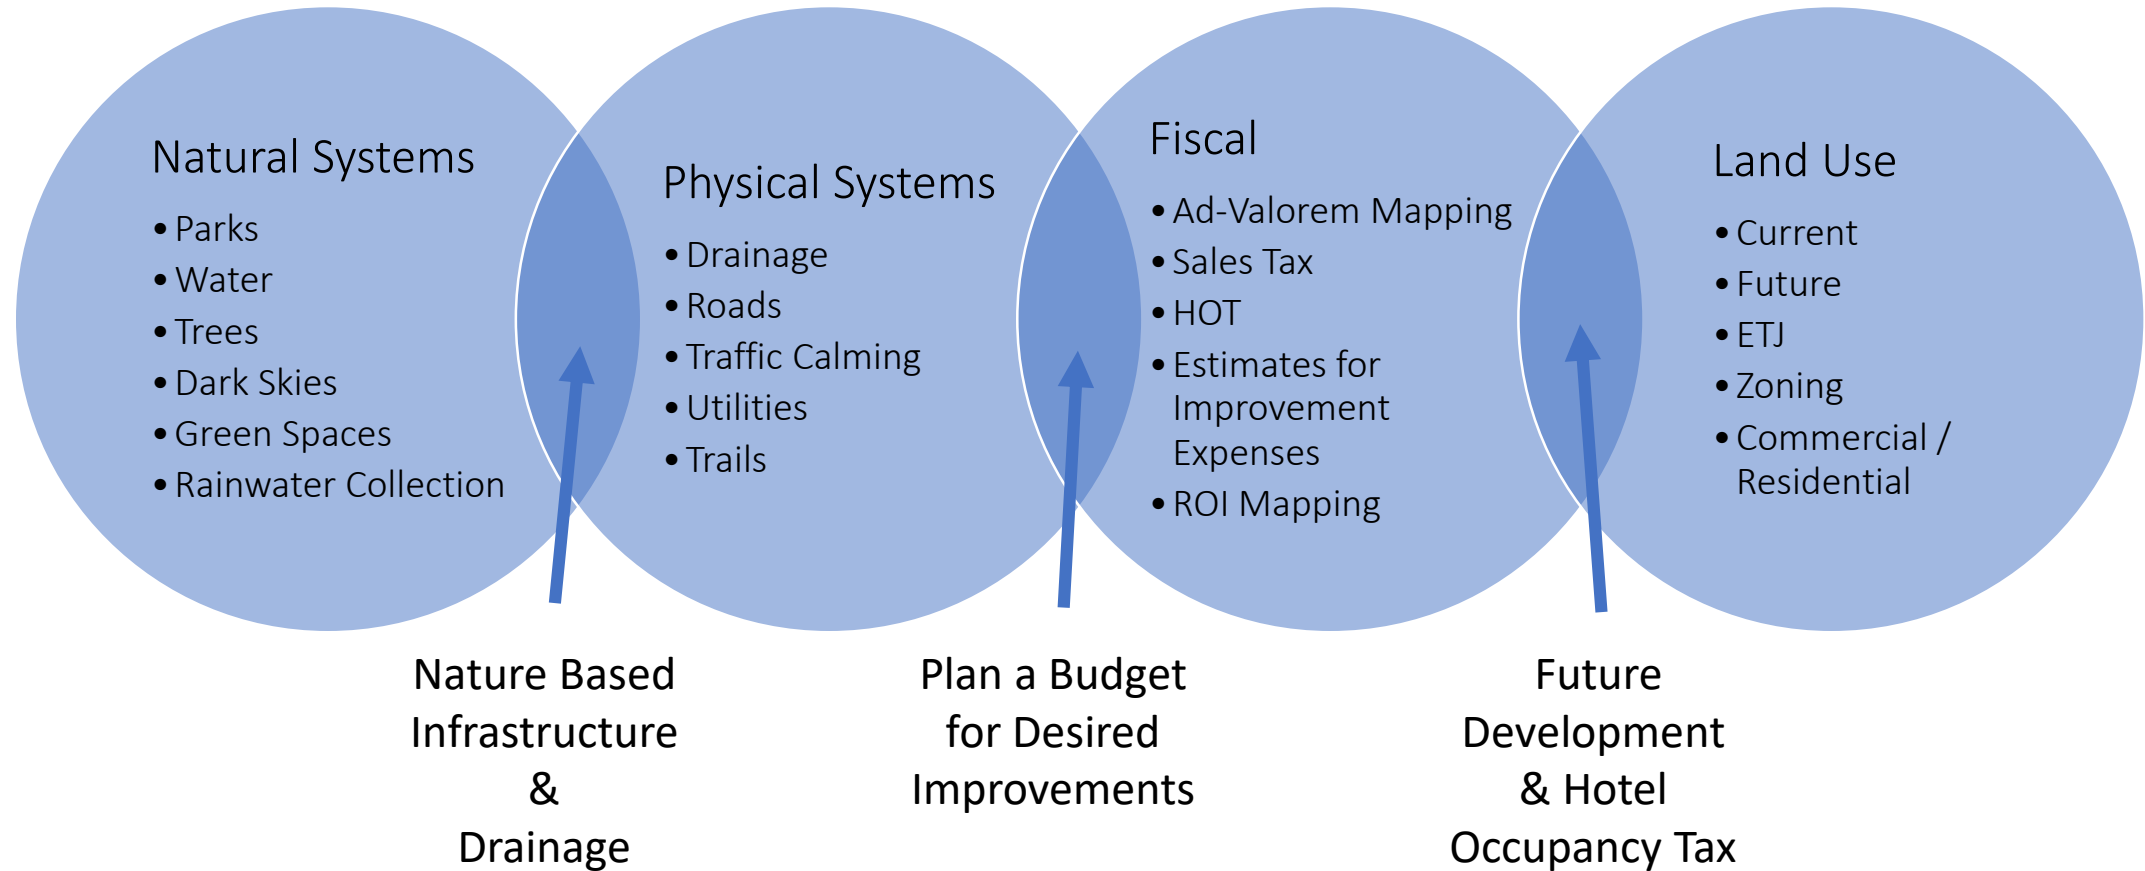 Natural Systems
• Parks
• Water
• Trees
• Dark Skies
• Green Spaces
• Rainwater Collection
Physical Systems
• Drainage
• Roads
• Traffic Calming
• Utilities
• Trails
Fiscal
• Ad-Valorem Mapping
• Sales Tax
• HOT
• Estimates for
Improvement
Expenses
• ROI Mapping
Land Use
• Current
• Future
• ETJ
• Zoning
• Commercial /
Residential
Nature Based
Infrastructure
&
Drainage
Plan a Budget
for Desired
Improvements
Future
Development
& Hotel
Occupancy Tax